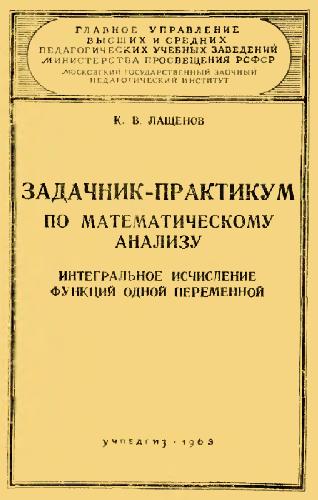 ГЛАВНОЕ УПРАВЛЕНИЕ
ВЫСШИХ И СРЕДНИХ
ПЕДАГОГИЧЕСКИХ УЧЕБНЫХ ЗАВЕДЕНИЙ
МИНИСТЕРСТВА ПРОСВЕЩЕНИЯ РСФСР
МОСКОВСКИЙ ГОСУДАРСТВЕННЫЙ ЗАОЧНЫЙ
ПЕДАГОГИЧЕСКИЙ ИНСТИТУТ
К. В. ЛАЩЕНОВ
ЗАДАЧНИК-ПРАКТИКУМ
ПО МАТЕМАТИЧЕСКОМУ
АНАЛИЗУ
ИНТЕГРАЛЬНОЕ ИСЧИСЛЕНИЕ
ФУНКЦИЙ ОДНОЙ ПЕРЕМЕННОЙ
УЧПЕДГИЗ · 1963